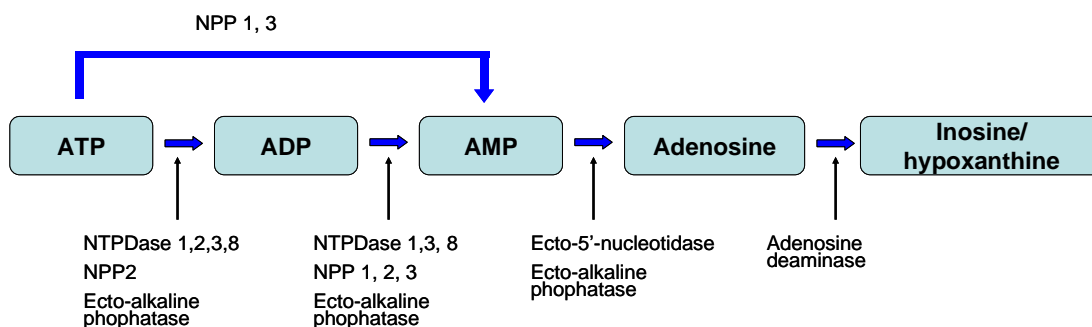 NPP 1, 3
ATP
ADP
AMP
Adenosine
Inosine/
hypoxanthine
NTPDase 1,2,3,8
NPP2
Ecto-alkaline
phophatase
NTPDase 1,3, 8
NPP 1, 2, 3
Ecto-alkaline
phophatase
Ecto-5’-nucleotidase
Ecto-alkaline
phophatase
Adenosine
deaminase